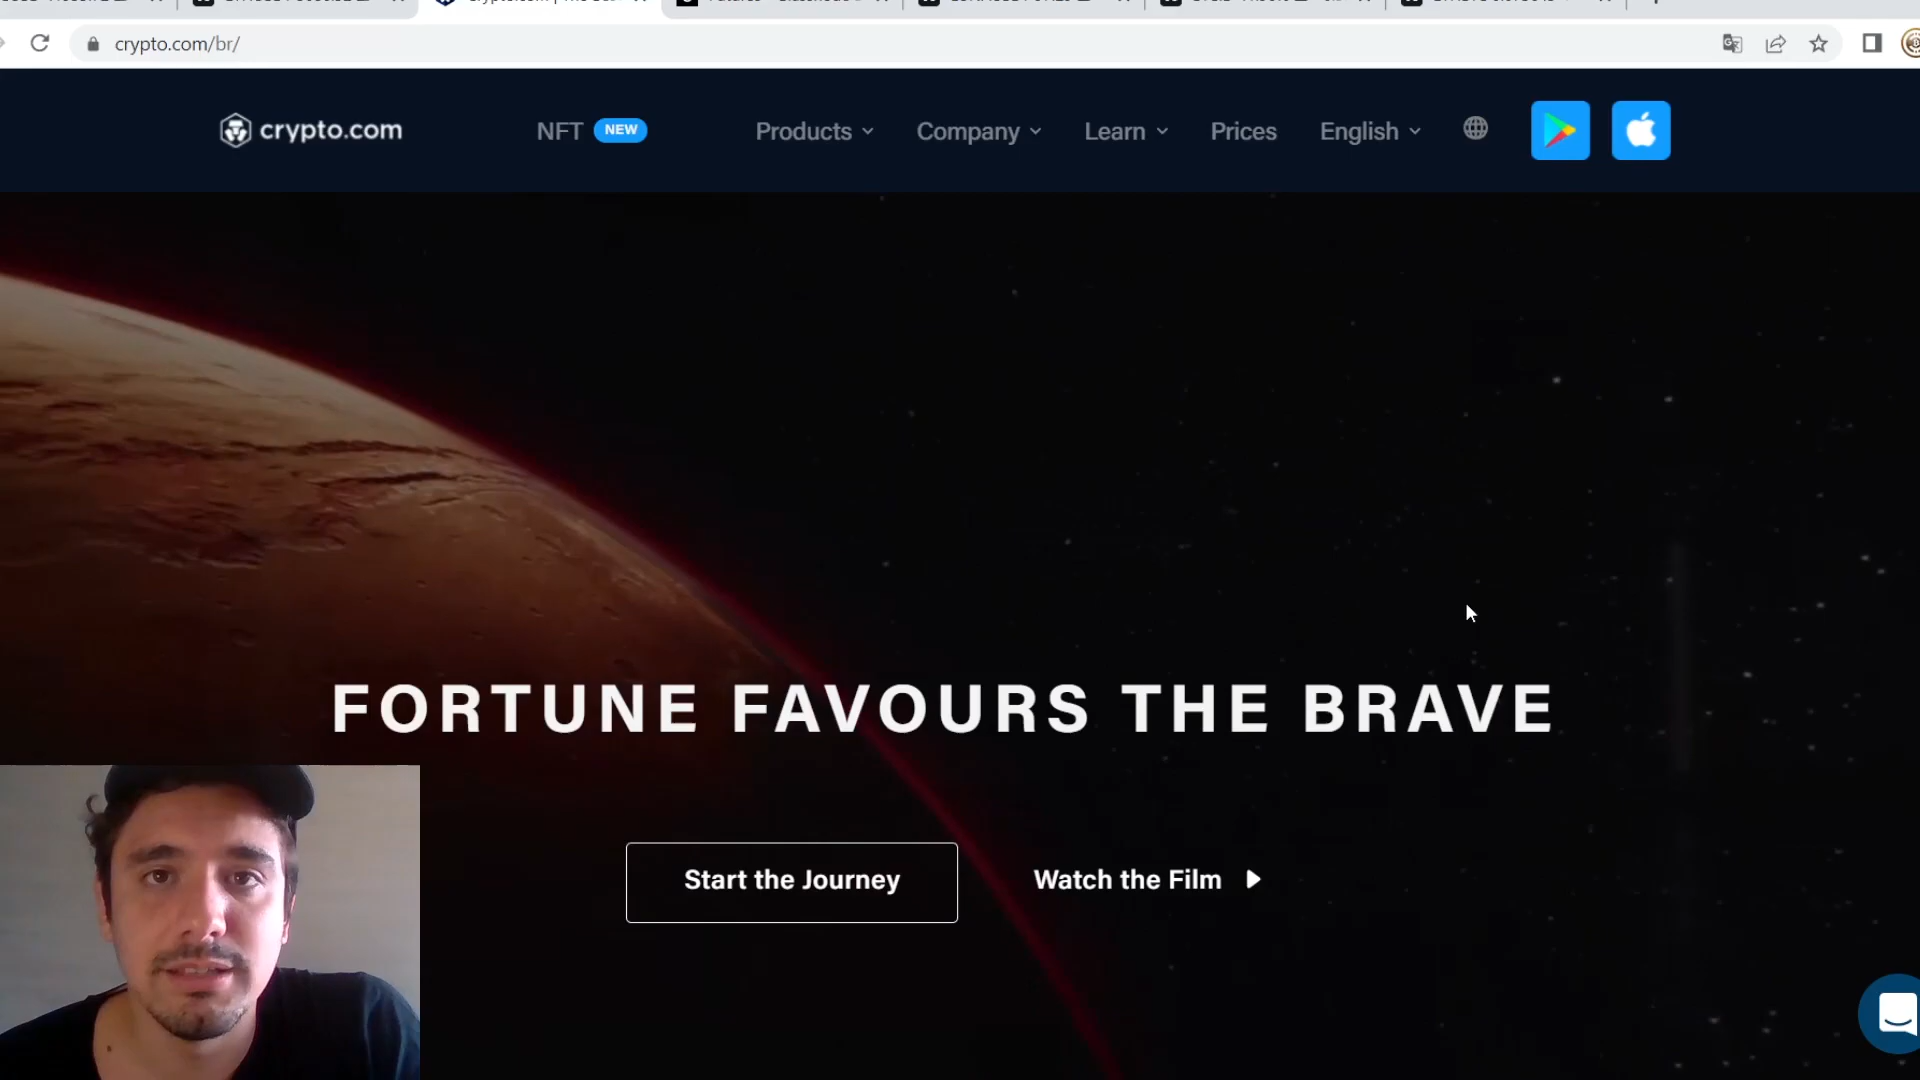 crypto.com/br/
crypto.com
NFT NEW Products Company Learn Prices English
FORTUNE FAVOURS THE BRAVE
Start the Journey
Watch the Film